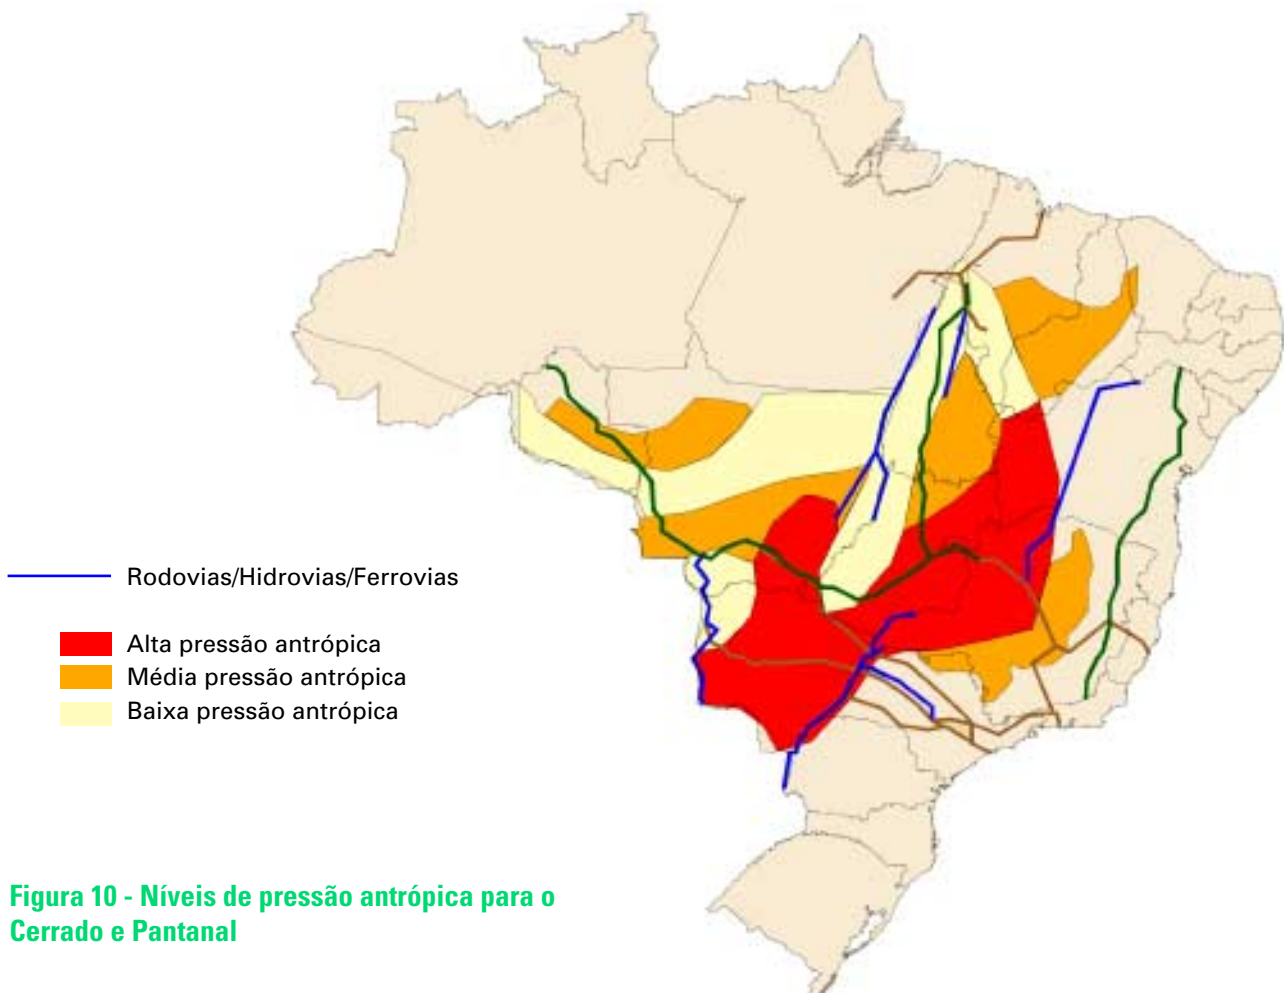 Rodovias/Hidrovias/Ferrovias
Alta pressão antrópica
Média pressão antrópica
Baixa pressão antrópica
Figura 10 - Níveis de pressão antrópica para o
Cerrado e Pantanal